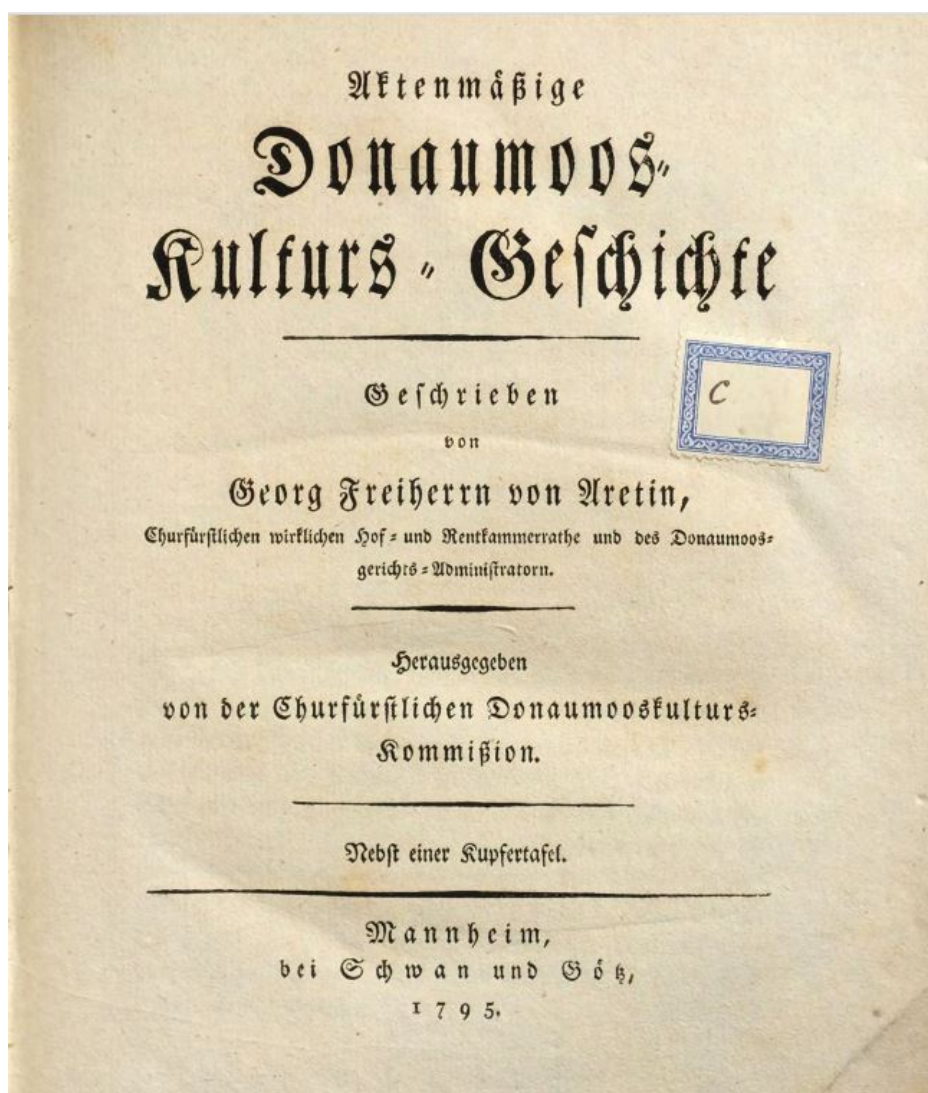 Aktenmäßige
Donaumoos-
Kulturs - Geschichte
C
Geschrieben
von
Georg Freiherrn von Aretin,
Churfürstlichen wirklichen Hof- und Rentkammerrathe und des Donaumoos-
gerichts-Administratorn.
Herausgegeben
von der Churfürstlichen Donaumooskulturs-
Kommißion.
Nebst einer Kupfertafel.
Mannheim,
bei Schwan und Götz,
1795.